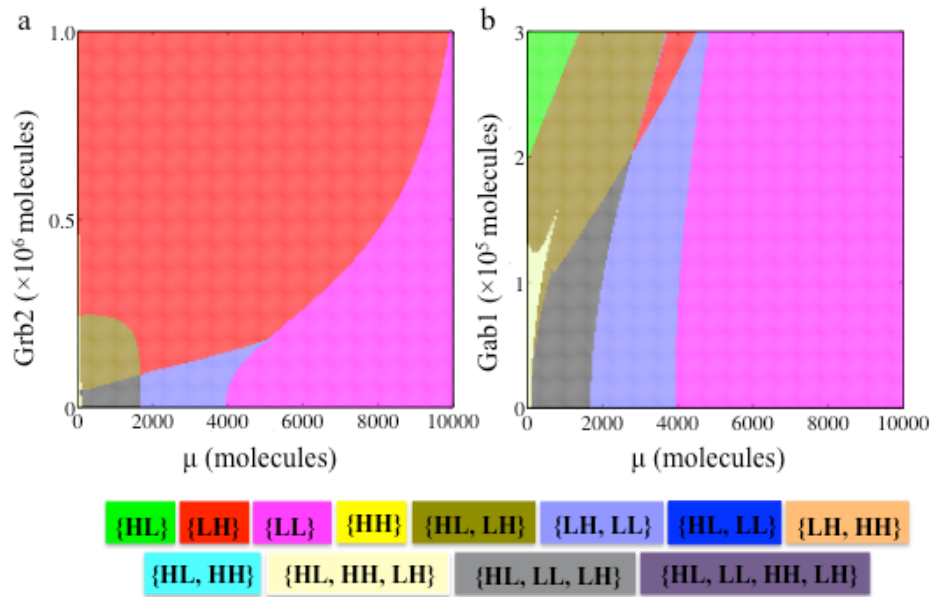 a
1.0
0.5
0
Grb2 (×10⁶ molecules)
0 2000 4000 6000 8000 10000
μ (molecules)
b
3
2
1
0
Gab1 (×10⁵ molecules)
0 2000 4000 6000 8000 10000
μ (molecules)
{HL} {LH} {LL} {HH} {HL, LH} {LH, LL} {HL, LL} {LH, HH}
{HL, HH} {HL, HH, LH} {HL, LL, LH} {HL, LL, HH, LH}